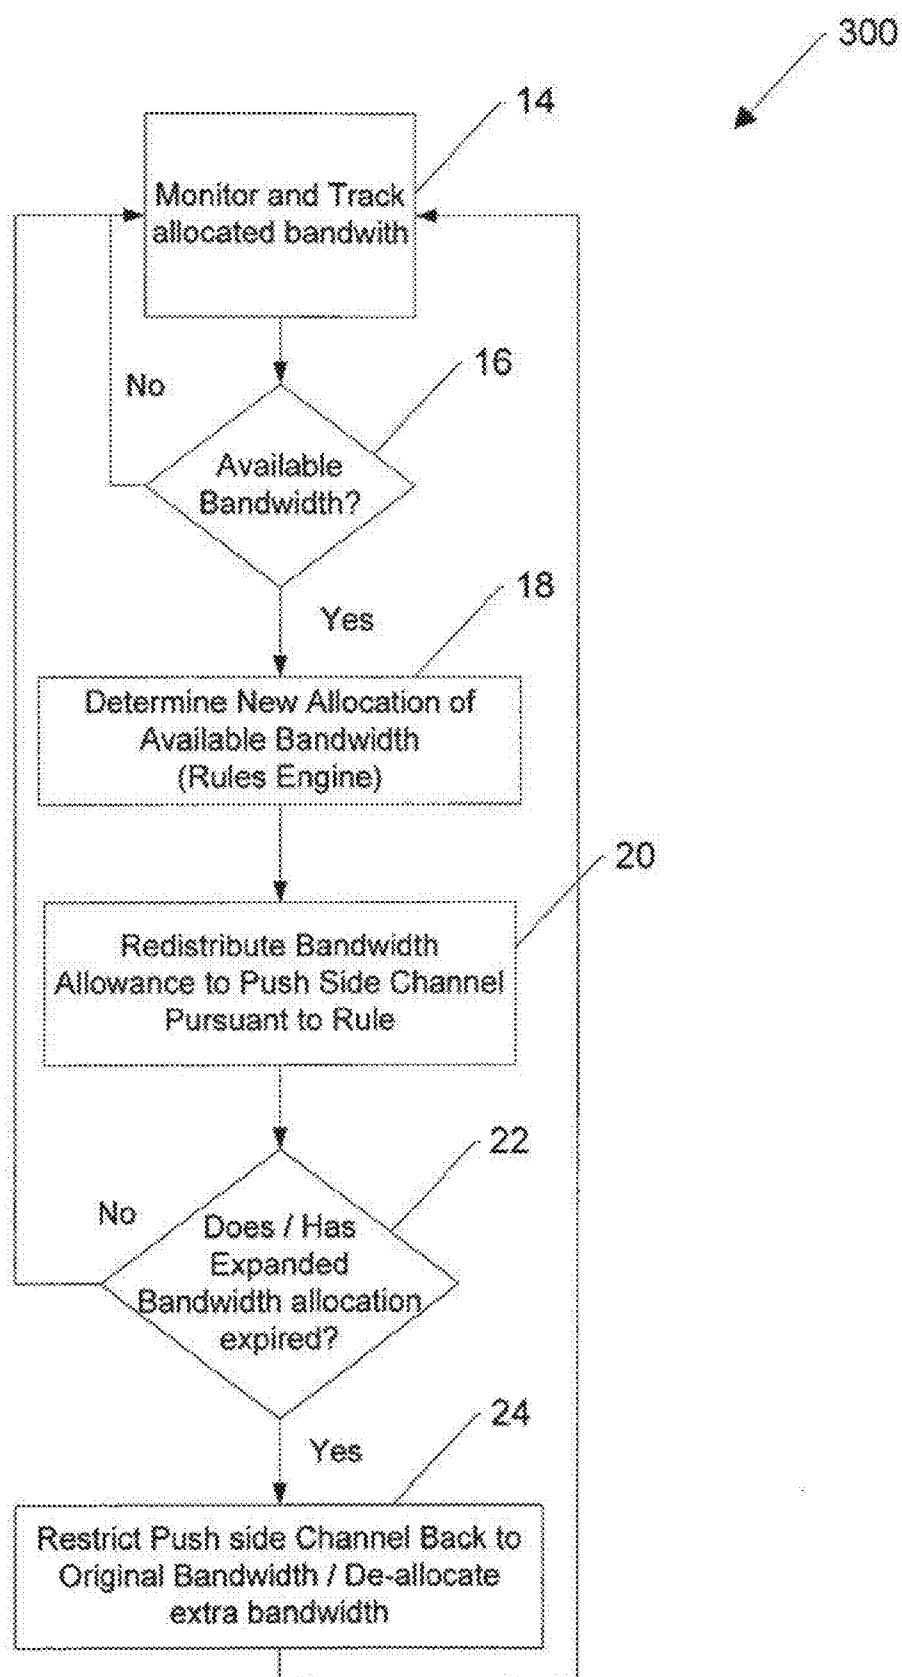 300
14
Monitor and Track
allocated bandwith
No
16
Available
Bandwidth?
Yes
18
Determine New Allocation of
Available Bandwidth
(Rules Engine)
20
Redistribute Bandwidth
Allowance to Push Side Channel
Pursuant to Rule
22
No
Does / Has
Expanded
Bandwidth allocation
expired?
24
Yes
Restrict Push side Channel Back to
Original Bandwidth / De-allocate
extra bandwidth